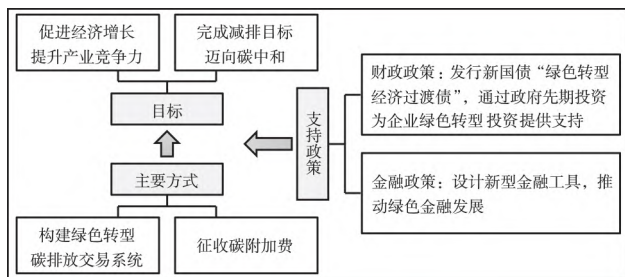 促进经济增长
提升产业竞争力
完成减排目标
迈向碳中和
目标
主要方式
构建绿色转型
碳排放交易系统
征收碳附加费
支持政策
财政政策：发行新国债“绿色转型
经济过渡债”，通过政府先期投资
为企业绿色转型投资提供支持
金融政策：设计新型金融工具，推
动绿色金融发展